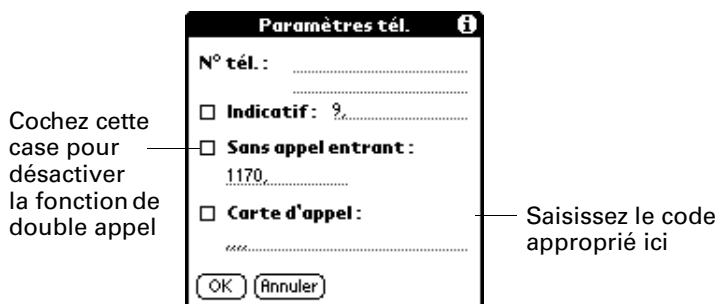 Paramètres tél.
N° tél. :
Indicatif : 9,
Sans appel entrant :
1170,
Carte d'appel :
,,,,
OK Annuler
Cochez cette
case pour
désactiver
la fonction de
double appel
Saisissez le code
approprié ici